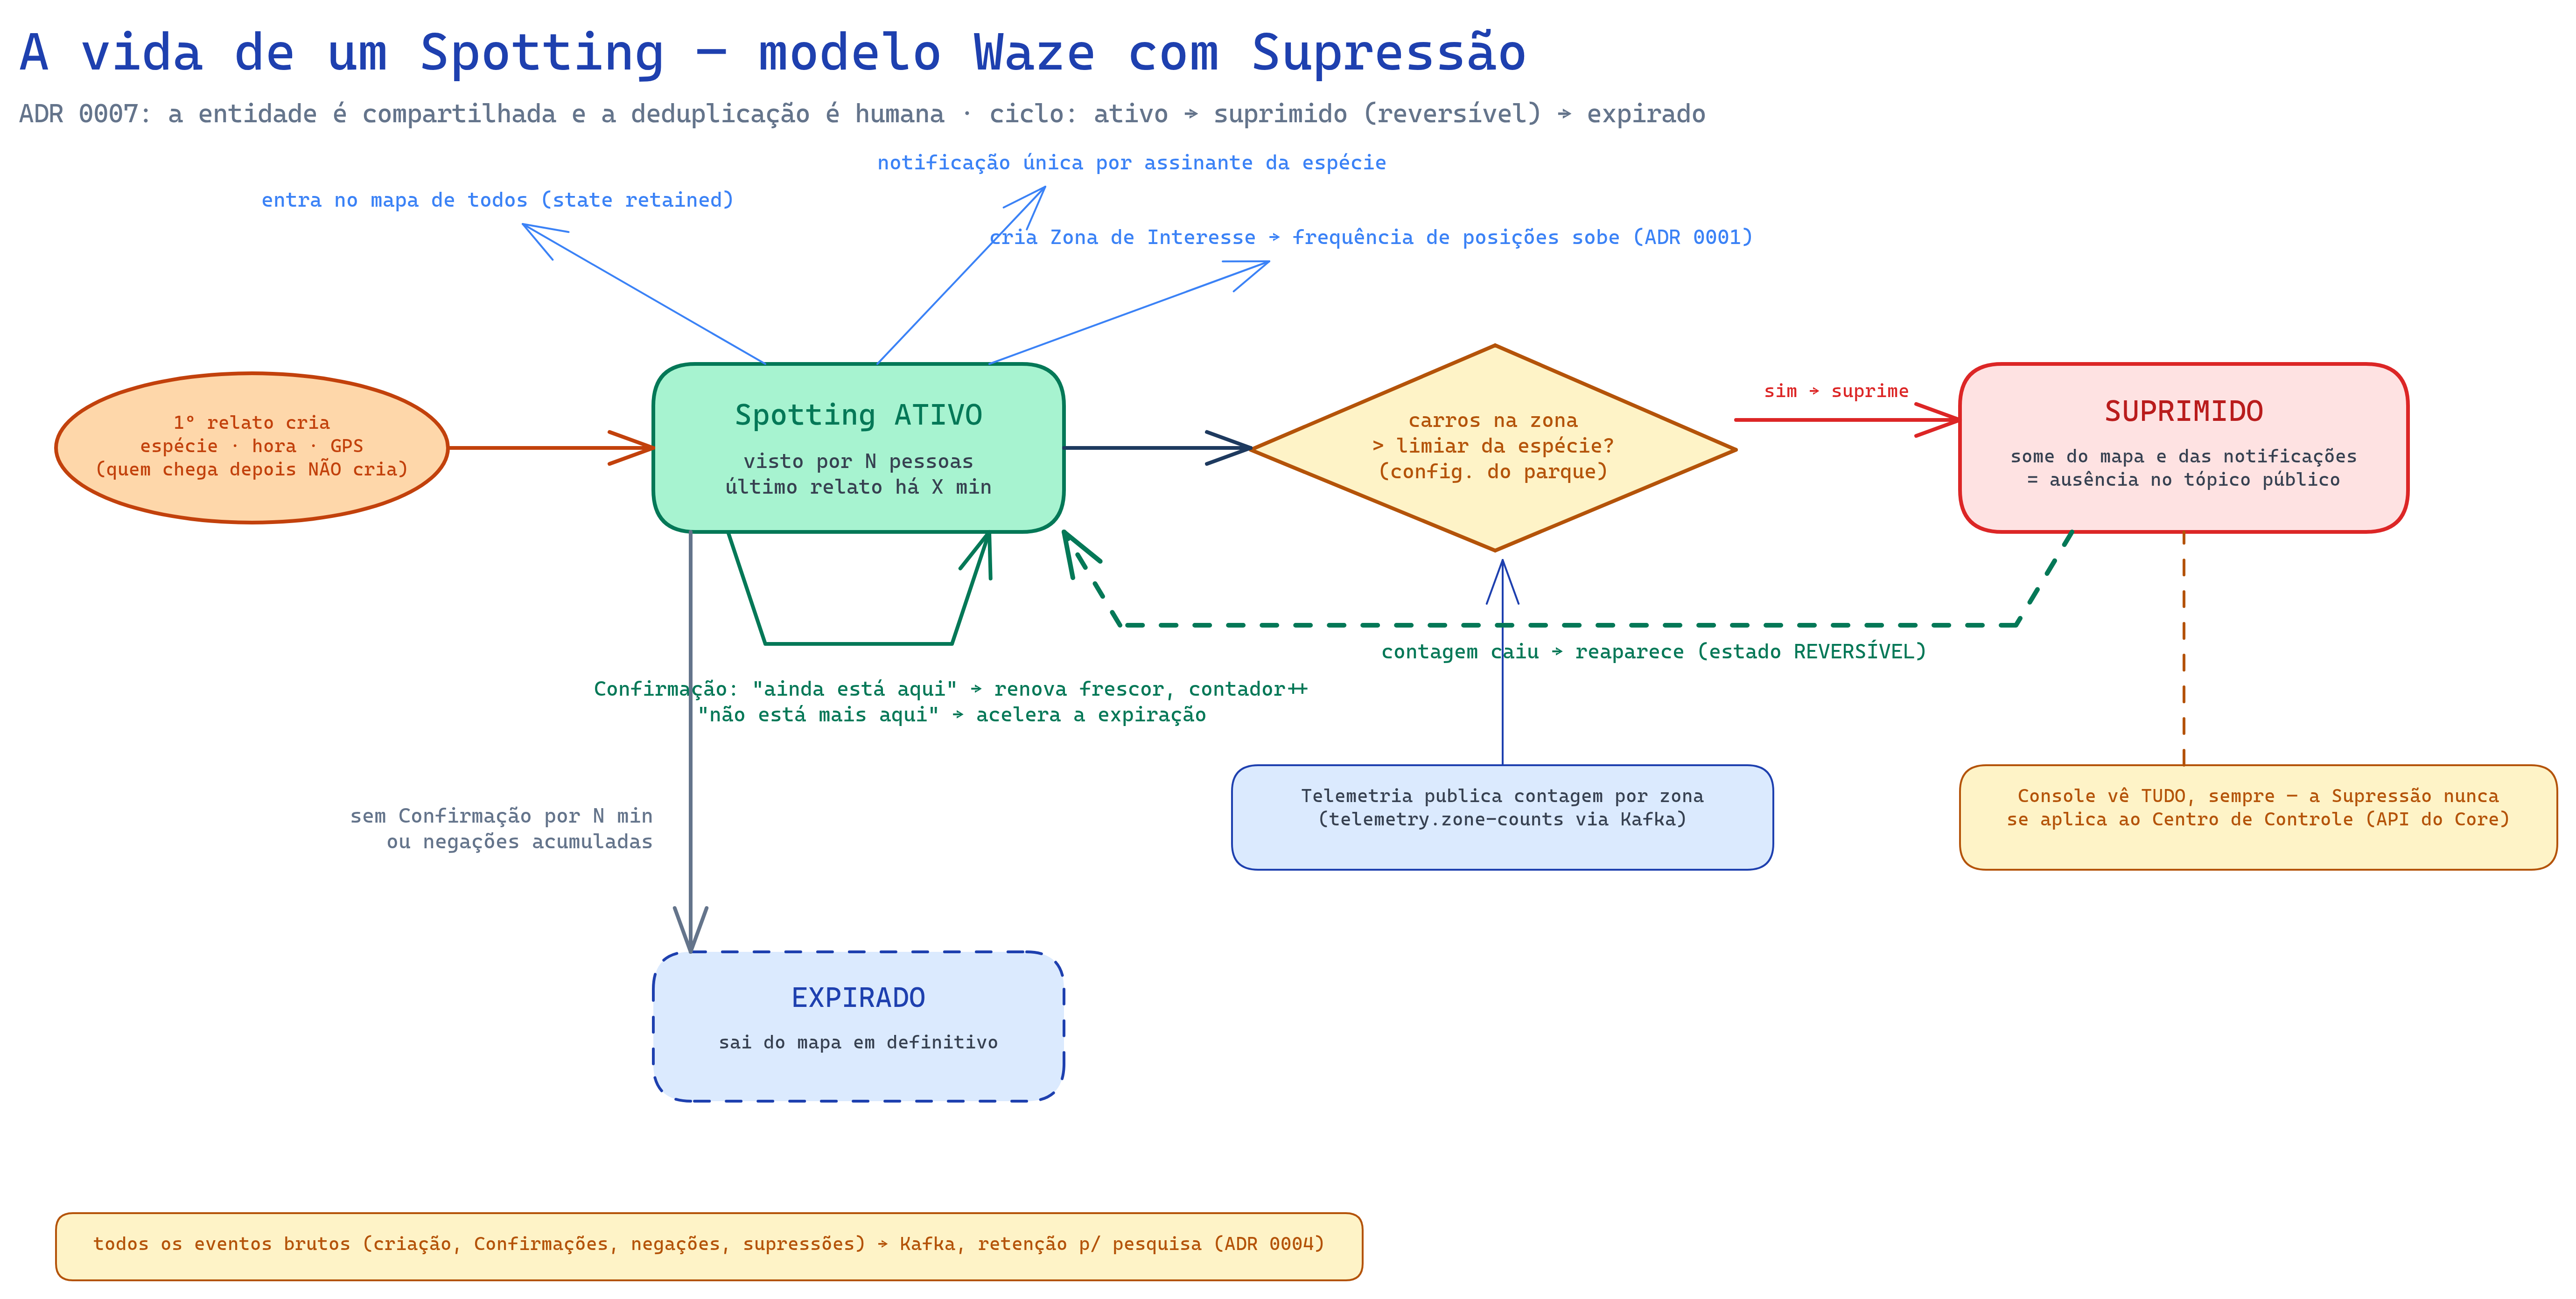 A vida de um Spotting — modelo Waze com Supressão
ADR 0007: a entidade é compartilhada e a deduplicação é humana · ciclo: ativo → suprimido (reversível) → expirado
notificação única por assinante da espécie
entra no mapa de todos (state retained)
cria Zona de Interesse → frequência de posições sobe (ADR 0001)
1º relato cria
espécie · hora · GPS
(quem chega depois NÃO cria)
Spotting ATIVO
visto por N pessoas
último relato há X min
carros na zona
> limiar da espécie?
(config. do parque)
sim → suprime
SUPRIMIDO
some do mapa e das notificações
= ausência no tópico público
contagem caiu → reaparece (estado REVERSÍVEL)
Confirmação: "ainda está aqui" → renova frescor, contador++
"não está mais aqui" → acelera a expiração
sem Confirmação por N min
ou negações acumuladas
Telemetria publica contagem por zona
(telemetry.zone-counts via Kafka)
Console vê TUDO, sempre — a Supressão nunca
se aplica ao Centro de Controle (API do Core)
EXPIRADO
sai do mapa em definitivo
todos os eventos brutos (criação, Confirmações, negações, supressões) → Kafka, retenção p/ pesquisa (ADR 0004)